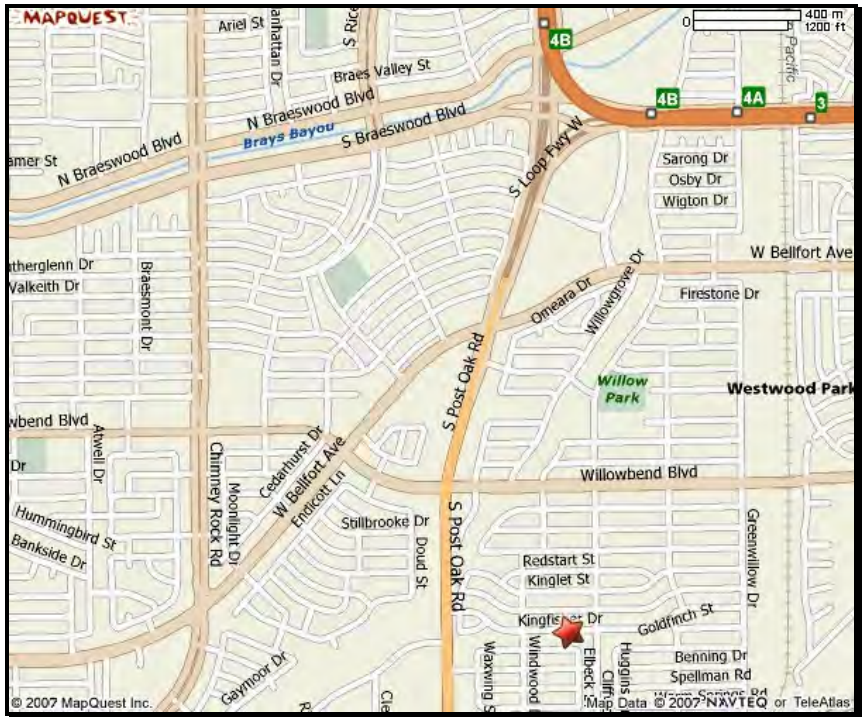 MAPQUEST
Ariel St
S Rice
Braes Valley St
N Braeswood Blvd
S Braeswood Blvd
Brays Bayou
N Braeswood Blvd
4B
4B
4A
3
0
400 m
1200 ft
Pacific
S Loop Fwy W
Sarong Dr
Osby Dr
Wigton Dr
W Bellfort Ave
Braesmont Dr
Omeara Dr
Willowgrove Dr
Firestone Dr
S Post Oak Rd
Willow
Park
Westwood Park
Atwell Dr
Chimney Rock Rd
Moonlight Dr
Cedarhurst Dr
W Bellfort Ave
Endicott Ln
Willowbend Blvd
Hummingbird St
Bankside Dr
Stillbrooke Dr
Doud St
S Post Oak Rd
Greenwillow Dr
Redstart St
Kinglet St
Dr
Goldfinch St
Waxwing S
Windwood
Elbeck
Huggins
Benning Dr
Spellman Rd
Gaymoor Dr
© 2007 MapQuest Inc.
Map Data © 2007 NAVTEQ or TeleAtlas